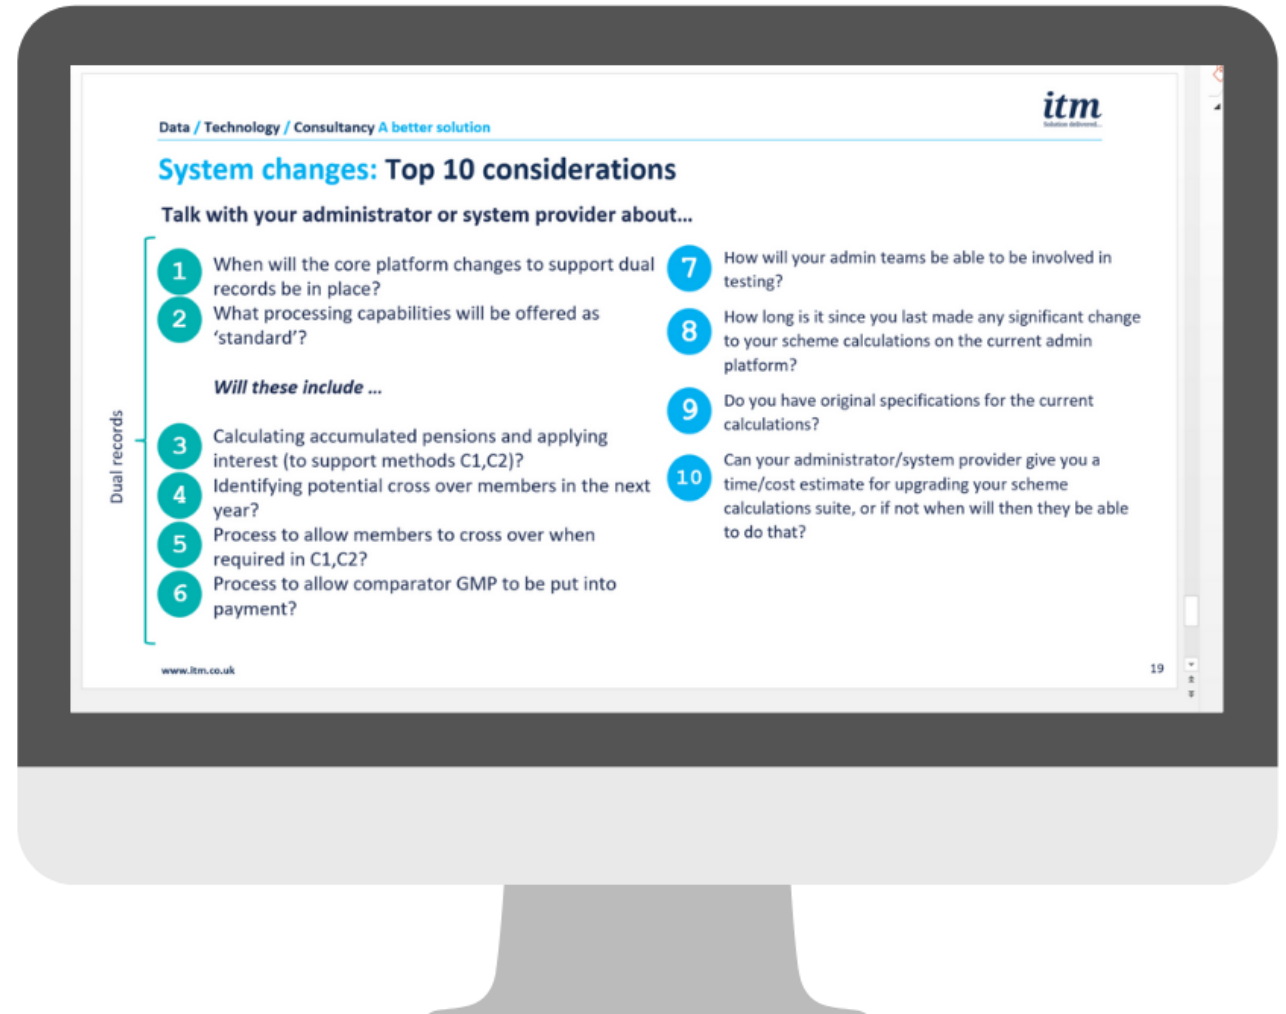 itm
Solution delivered...
Data / Technology / Consultancy A better solution
System changes: Top 10 considerations
Talk with your administrator or system provider about...
Dual records
1
When will the core platform changes to support dual
records be in place?
2
What processing capabilities will be offered as
‘standard’?
Will these include ...
3
Calculating accumulated pensions and applying
interest (to support methods C1,C2)?
4
Identifying potential cross over members in the next
year?
5
Process to allow members to cross over when
required in C1,C2?
6
Process to allow comparator GMP to be put into
payment?
7
How will your admin teams be able to be involved in
testing?
8
How long is it since you last made any significant change
to your scheme calculations on the current admin
platform?
9
Do you have original specifications for the current
calculations?
10
Can your administrator/system provider give you a
time/cost estimate for upgrading your scheme
calculations suite, or if not when will then they be able
to do that?
www.itm.co.uk
19